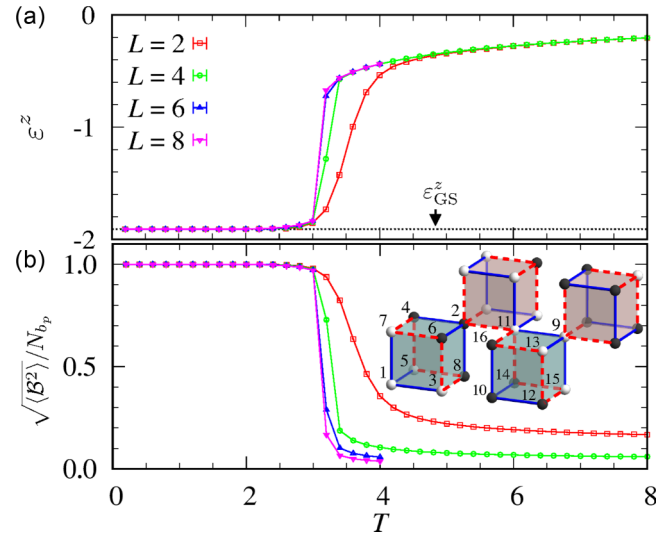 (a)
0
-1
-2
ε^z
L = 2
L = 4
L = 6
L = 8
ε^z_GS
(b)
1.0
0.5
0.0
√⟨B²⟩/N_{b_p}
4
2
7
6
11
9
16
13
5
8
1
3
14
15
10
12
0
2
4
6
8
T